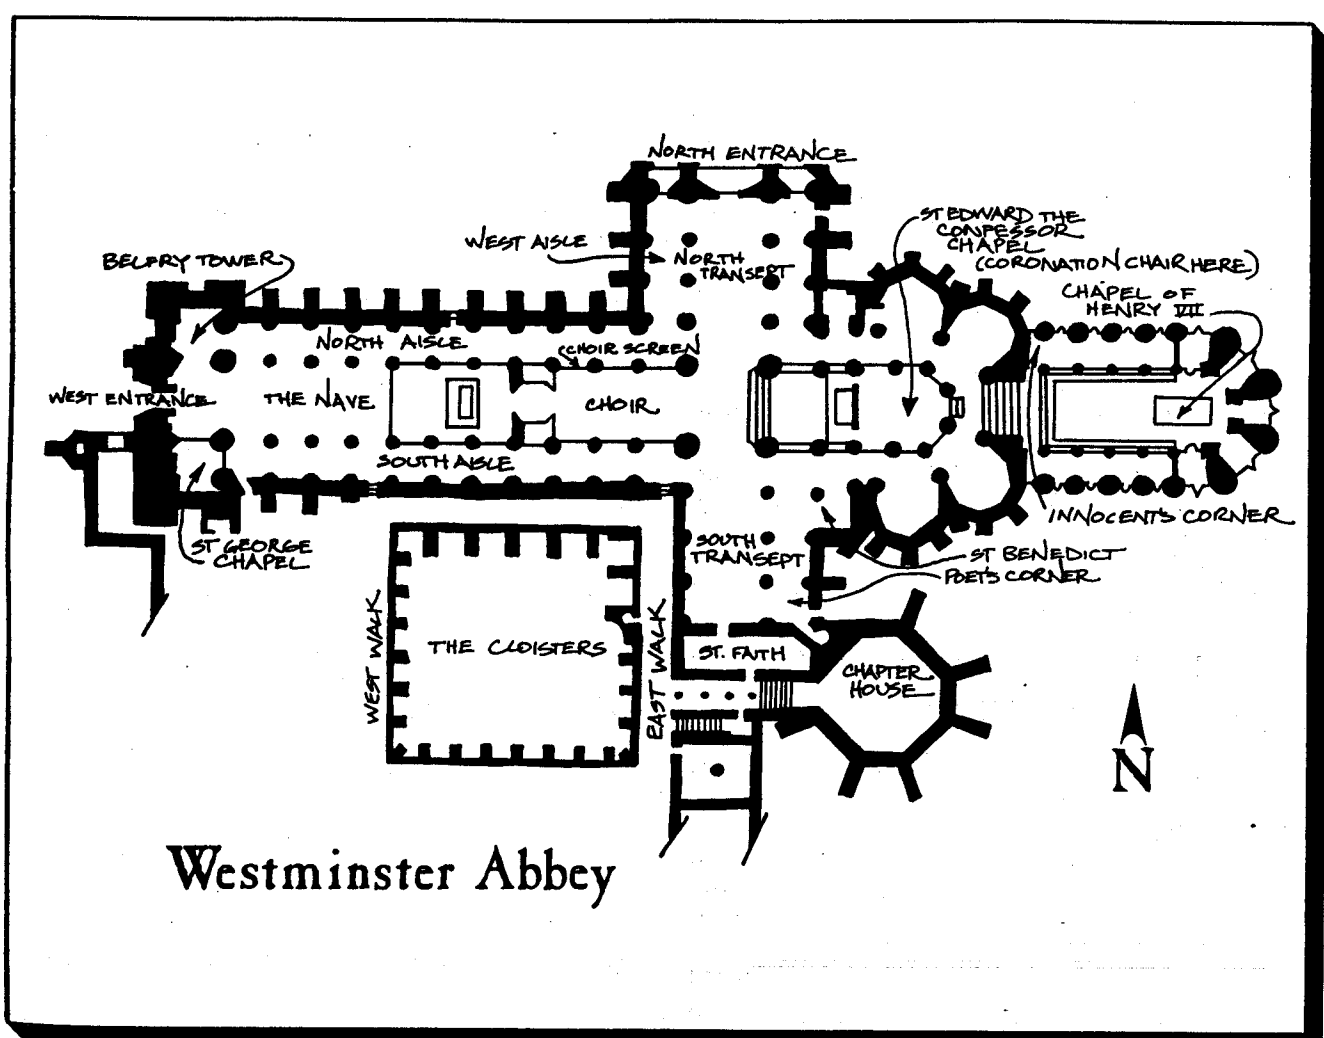 NORTH ENTRANCE
ST EDWARD THE
CONFESSOR
CHAPEL
(CORONATION CHAIR HERE)
WEST AISLE
NORTH
TRANSEPT
BELFRY TOWER
CHAPEL OF
HENRY VII
NORTH AISLE
CHOIR SCREEN
WEST ENTRANCE
THE NAVE
CHOIR
SOUTH AISLE
INNOCENT'S CORNER
ST GEORGE
CHAPEL
SOUTH
TRANSEPT
ST BENEDICT
POET'S CORNER
WEST WALK
THE CLOISTERS
EAST WALK
ST. FAITH
CHAPTER
HOUSE
N
Westminster Abbey